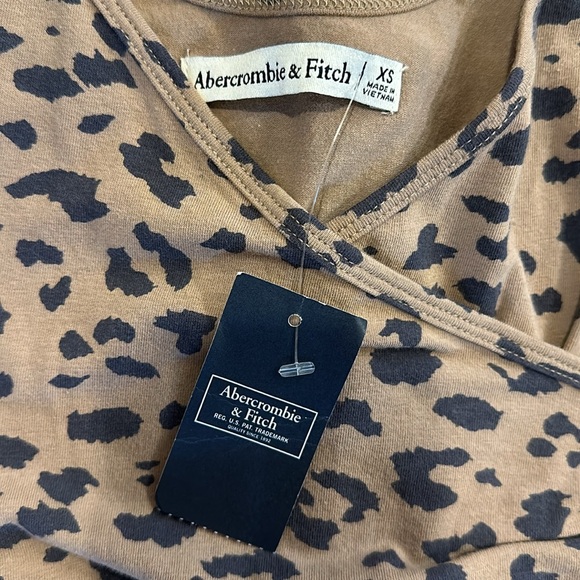 Abercrombie & Fitch
XS
MADE IN
VIETNAM
Abercrombie
& Fitch
REG. U.S. PAT. TRADEMARK
QUALITY SINCE 1892